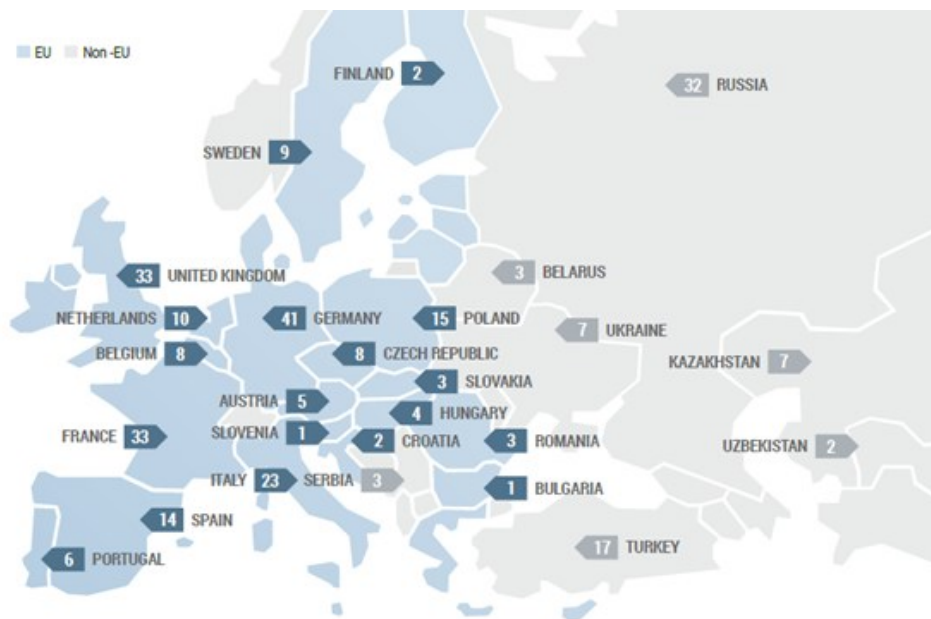 EU Non -EU
FINLAND 2
32 RUSSIA
SWEDEN 9
3 BELARUS
33 UNITED KINGDOM
NETHERLANDS 10
41 GERMANY
15 POLAND
7 UKRAINE
BELGIUM 8
8 CZECH REPUBLIC
KAZAKHSTAN 7
3 SLOVAKIA
AUSTRIA 5
4 HUNGARY
FRANCE 33
SLOVENIA 1
2 CROATIA
3 ROMANIA
UZBEKISTAN 2
ITALY 23
SERBIA 3
1 BULGARIA
14 SPAIN
17 TURKEY
6 PORTUGAL